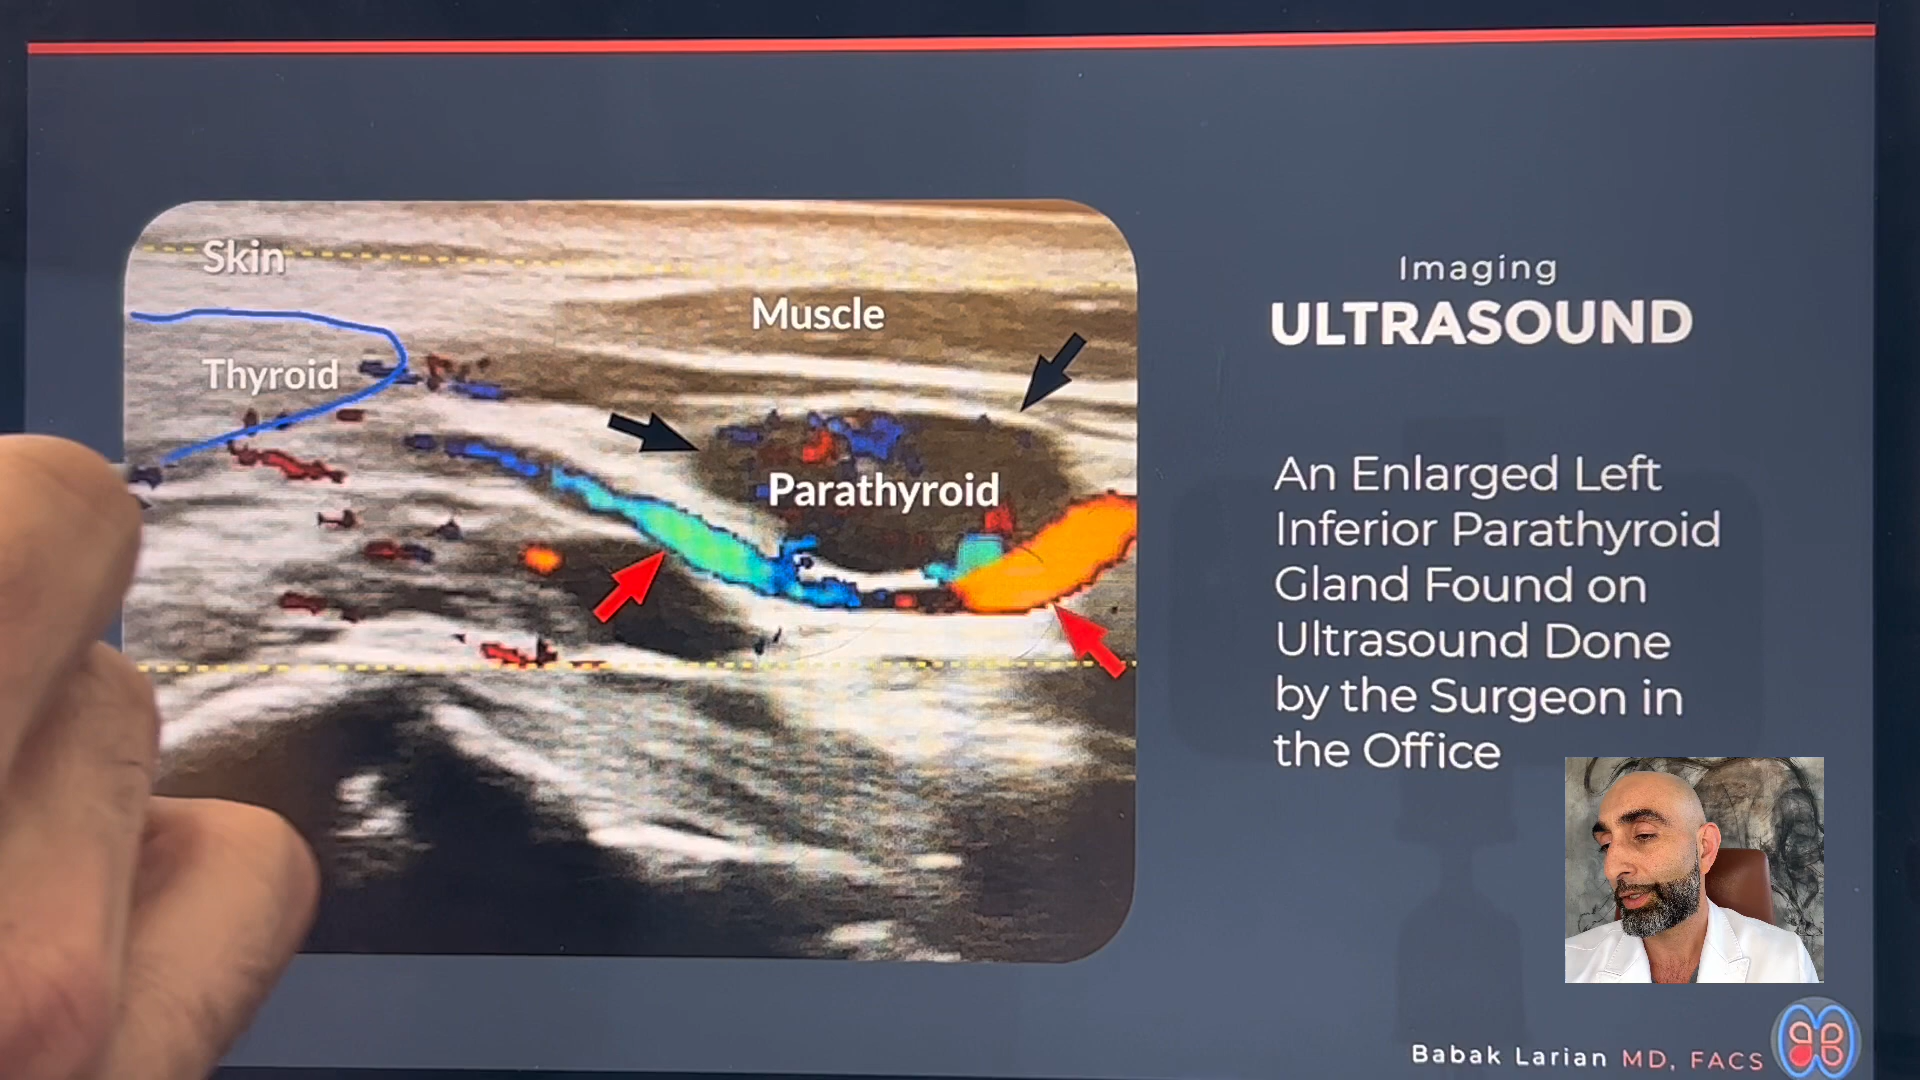 Skin
Muscle
Thyroid
Parathyroid
Imaging
ULTRASOUND
An Enlarged Left
Inferior Parathyroid
Gland Found on
Ultrasound Done
by the Surgeon in
the Office
Babak Larian MD, FACS